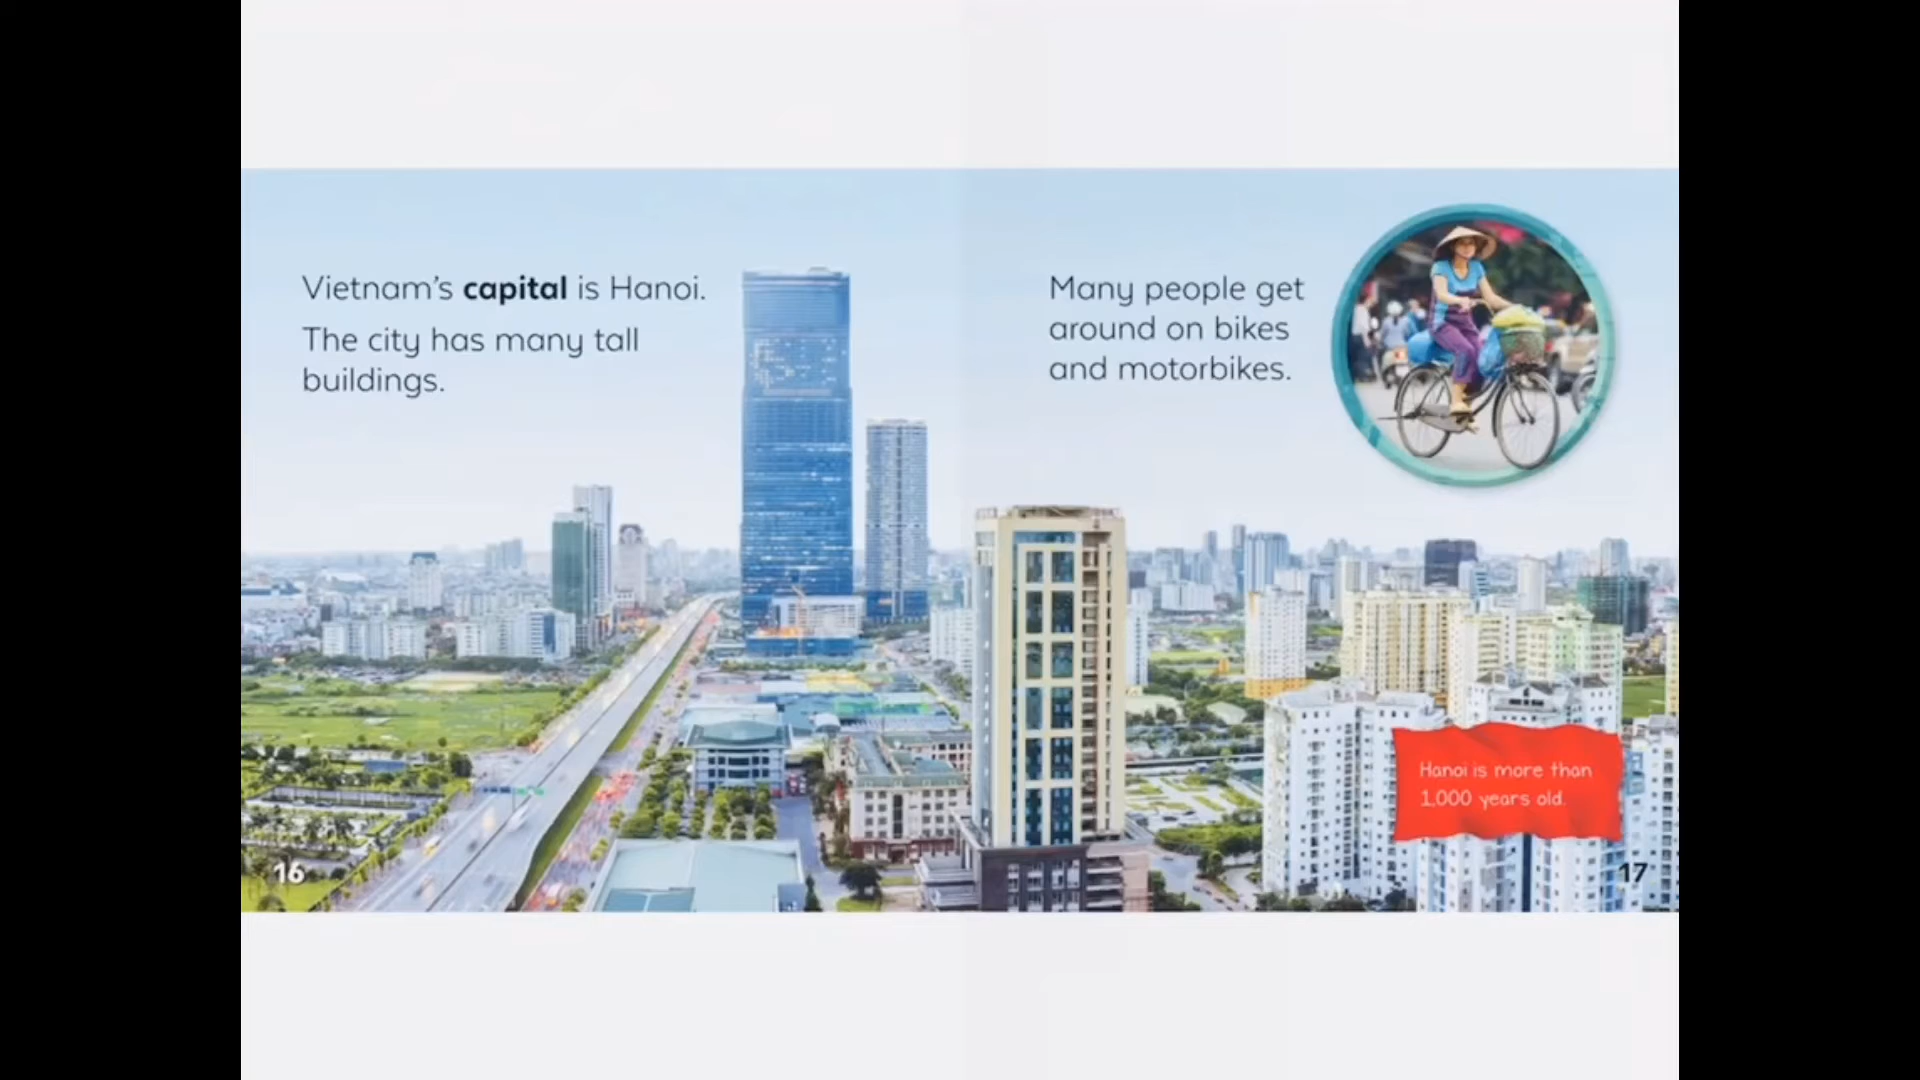 Vietnam's capital is Hanoi.
The city has many tall
buildings.
Many people get
around on bikes
and motorbikes.
Hanoi is more than
1,000 years old.
16
17